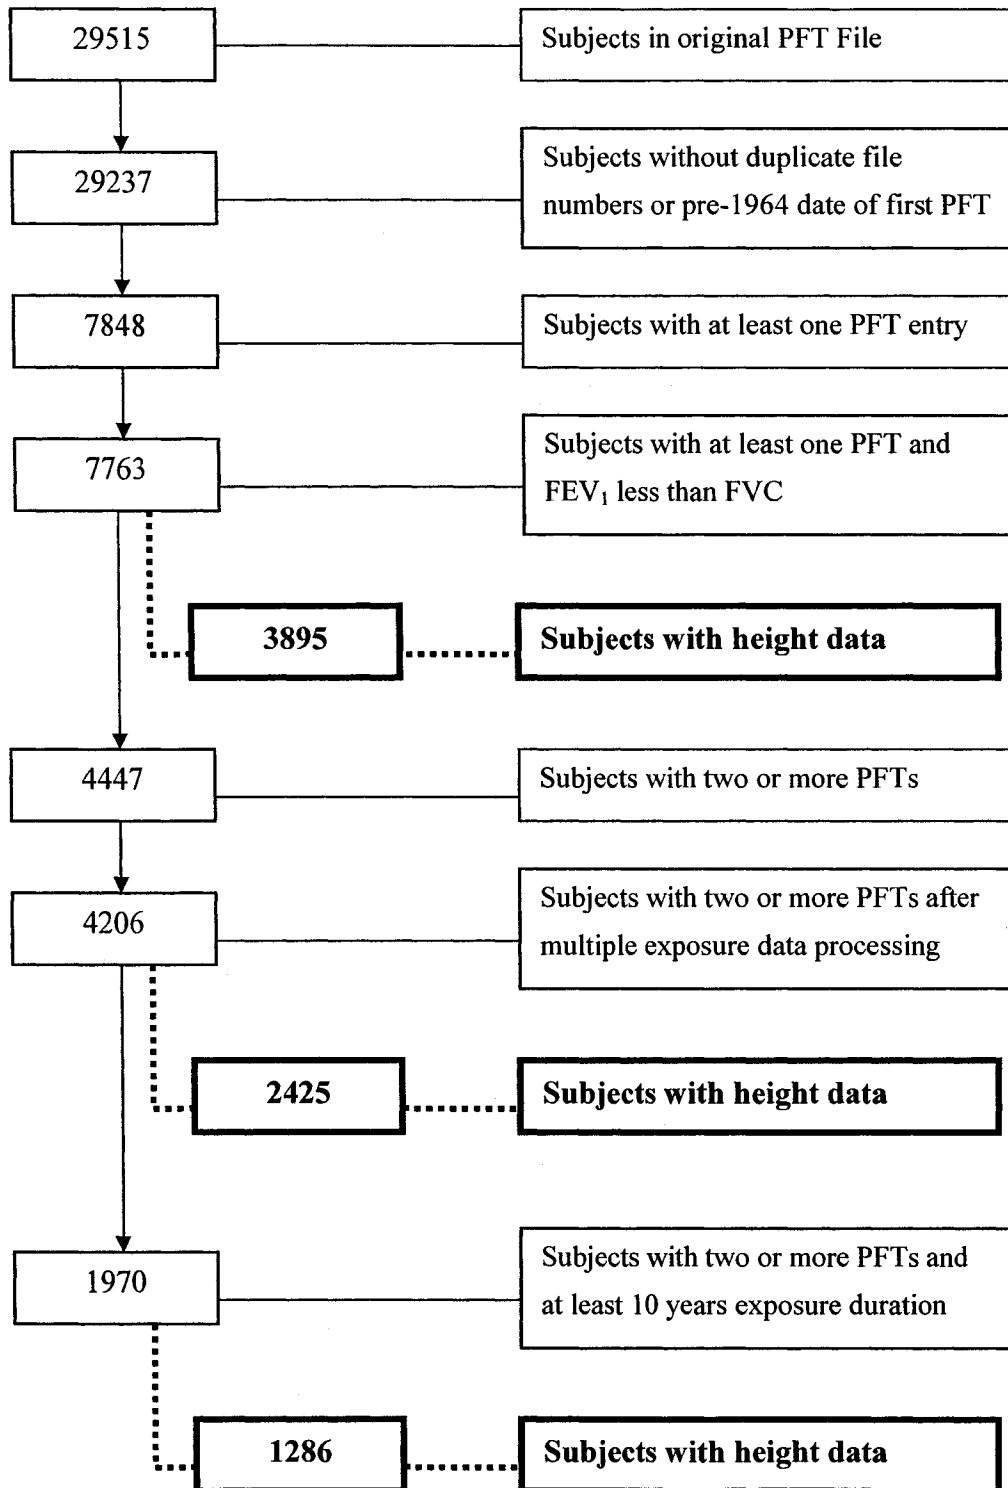 29515
Subjects in original PFT File
29237
Subjects without duplicate file
numbers or pre-1964 date of first PFT
7848
Subjects with at least one PFT entry
7763
Subjects with at least one PFT and
FEV₁ less than FVC
3895
Subjects with height data
4447
Subjects with two or more PFTs
4206
Subjects with two or more PFTs after
multiple exposure data processing
2425
Subjects with height data
1970
Subjects with two or more PFTs and
at least 10 years exposure duration
1286
Subjects with height data